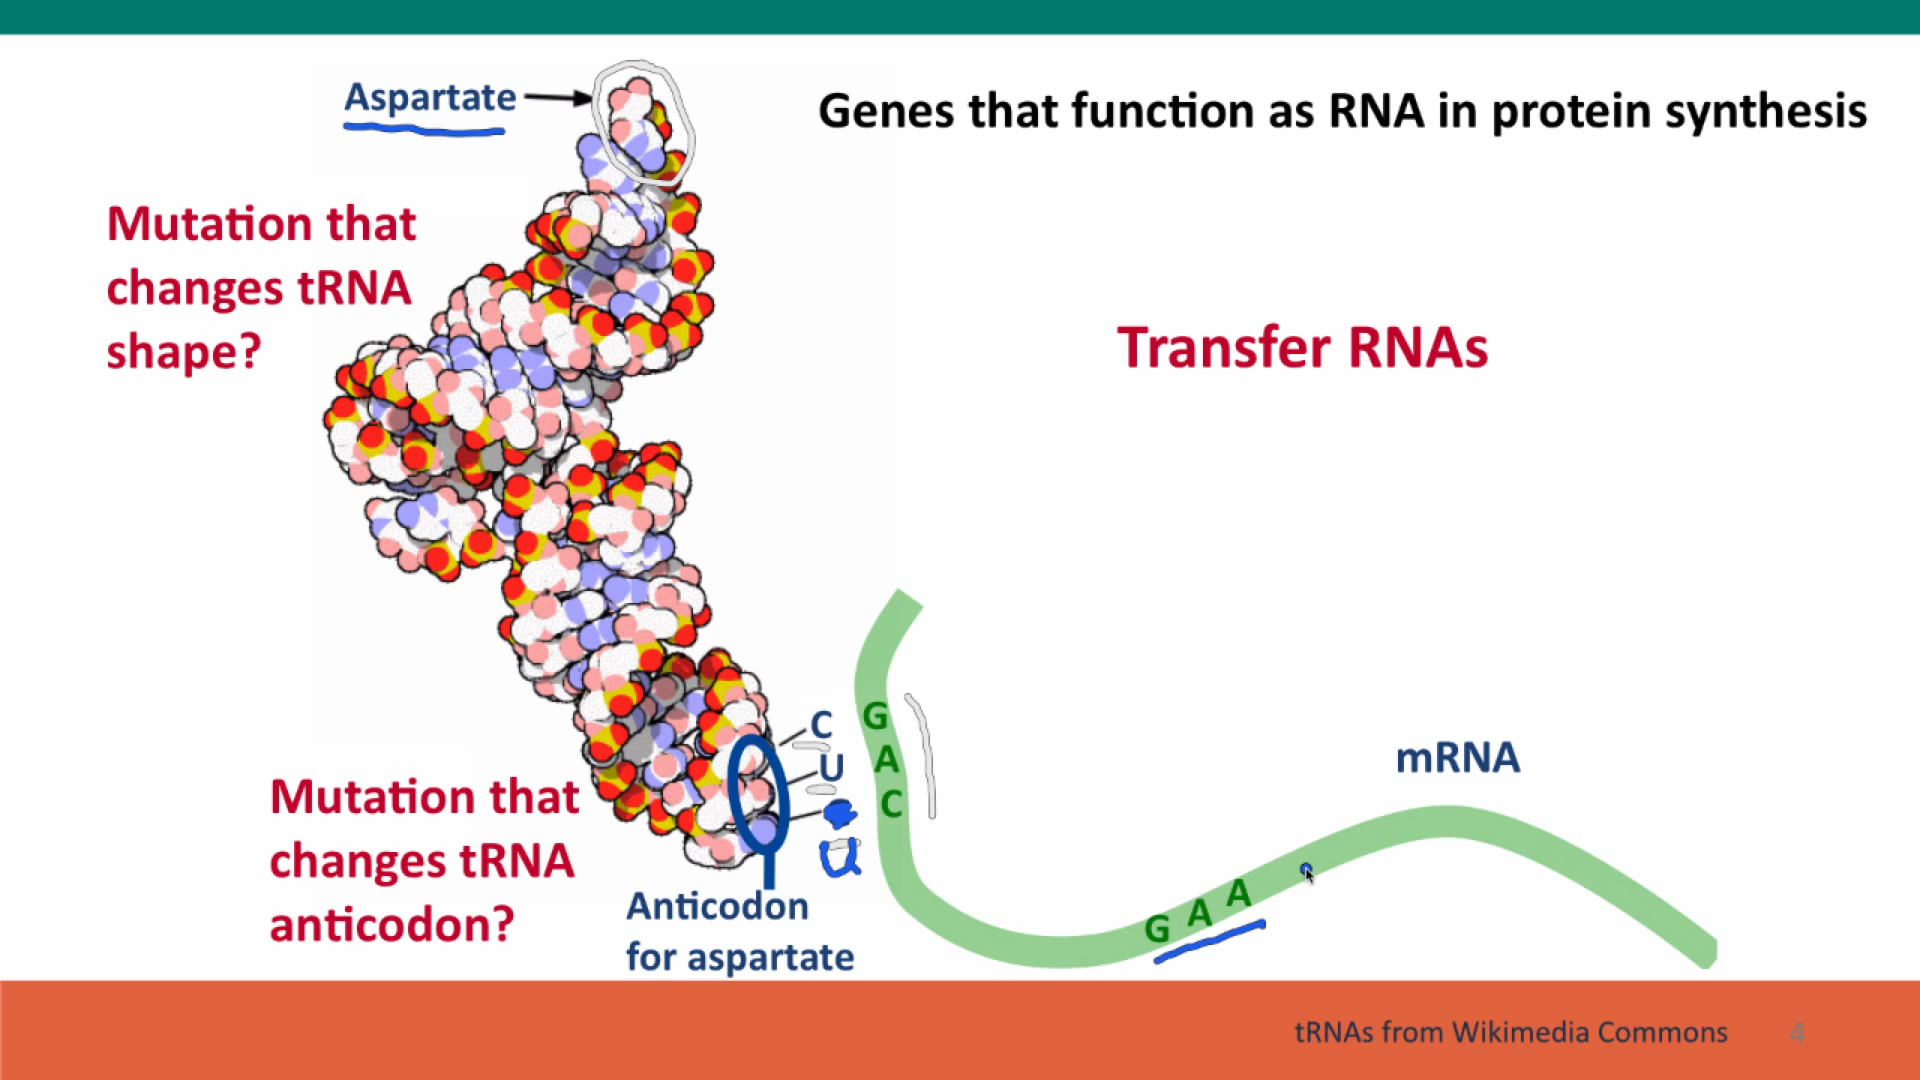 Aspartate
Genes that function as RNA in protein synthesis
Mutation that
changes tRNA
shape?
Transfer RNAs
C
U
U
G
A
C
mRNA
Mutation that
changes tRNA
anticodon?
Anticodon
for aspartate
G A A
tRNAs from Wikimedia Commons
4